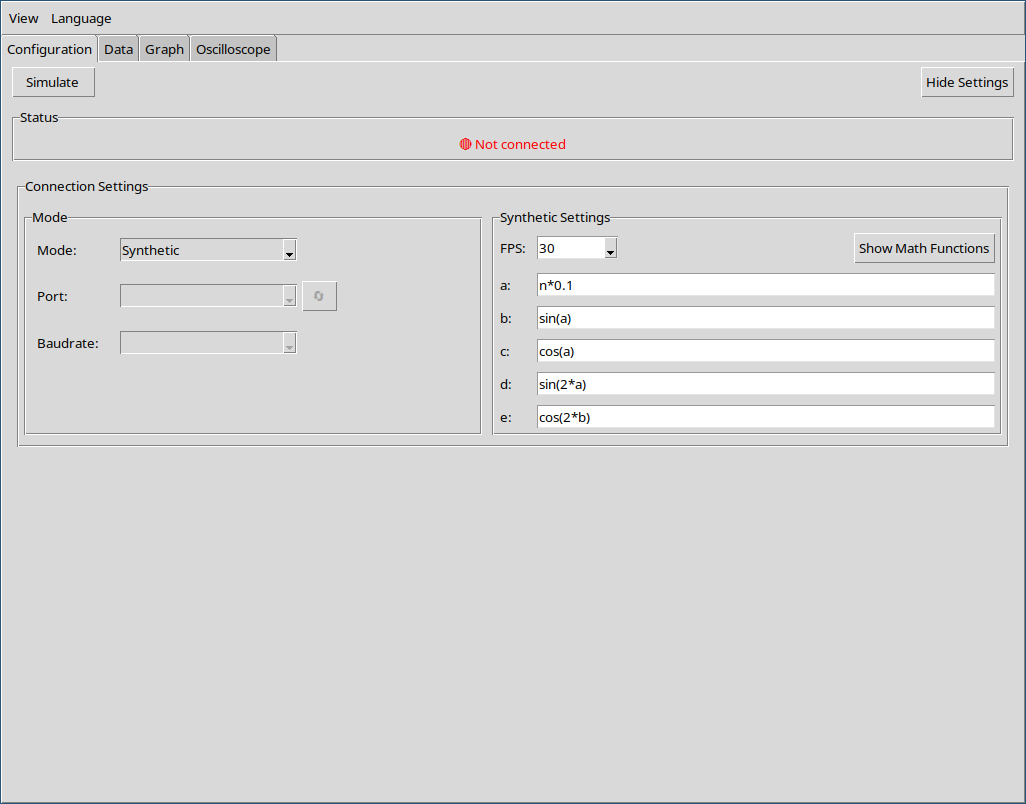 View Language
Configuration Data Graph Oscilloscope
Simulate Hide Settings
Status
Not connected
Connection Settings
Mode
Mode: Synthetic
Port:
Baudrate:
Synthetic Settings
FPS: 30 Show Math Functions
a: n*0.1
b: sin(a)
c: cos(a)
d: sin(2*a)
e: cos(2*b)